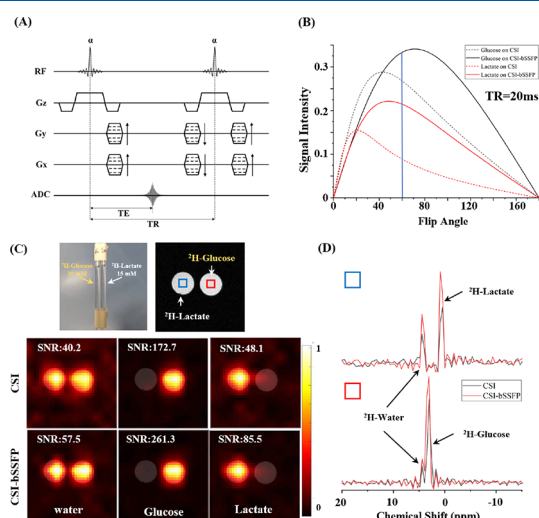 (A)
α
α
RF
Gz
Gy
Gx
ADC
TE
TR
(B)
Glucose on CSI
Glucose on CSI-bSSFP
Lactate on CSI
Lactate on CSI-bSSFP
TR=20ms
Signal Intensity
0.3
0.2
0.1
0
0
40
80
120
160
Flip Angle
(C)
²H-Glucose
²H-Lactate
15 mM
²H-Glucose
²H-Lactate
CSI
SNR:40.2
SNR:172.7
SNR:48.1
CSI-bSSFP
SNR:57.5
SNR:261.3
SNR:85.5
water
Glucose
Lactate
1
0
(D)
²H-Lactate
²H-Water
CSI
CSI-bSSFP
²H-Glucose
20
10
0
-10
Chemical Shift (ppm)